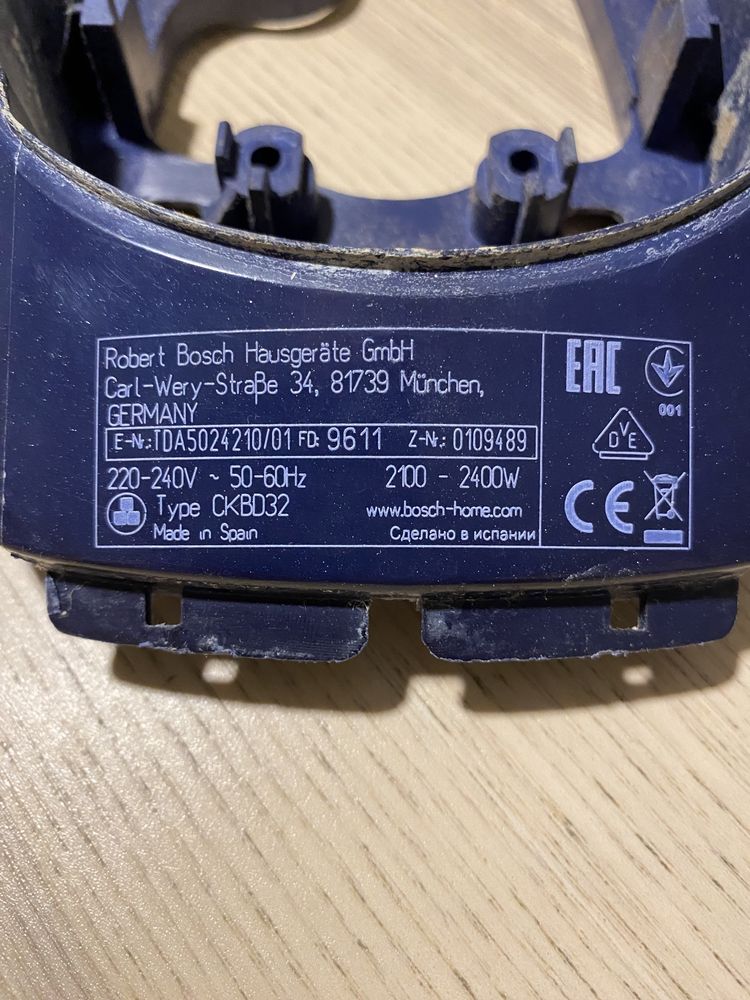 Robert Bosch Hausgeräte GmbH
Carl-Wery-Straße 34, 81739 München,
GERMANY
E-Nr.:TDA5024210/01 FD: 9611 Z-Nr.: 0109489
220-240V ~ 50-60Hz 2100 - 2400W
Type CKBD32 www.bosch-home.com
Made in Spain Сделано в испании
EAC
001
DVE
CE